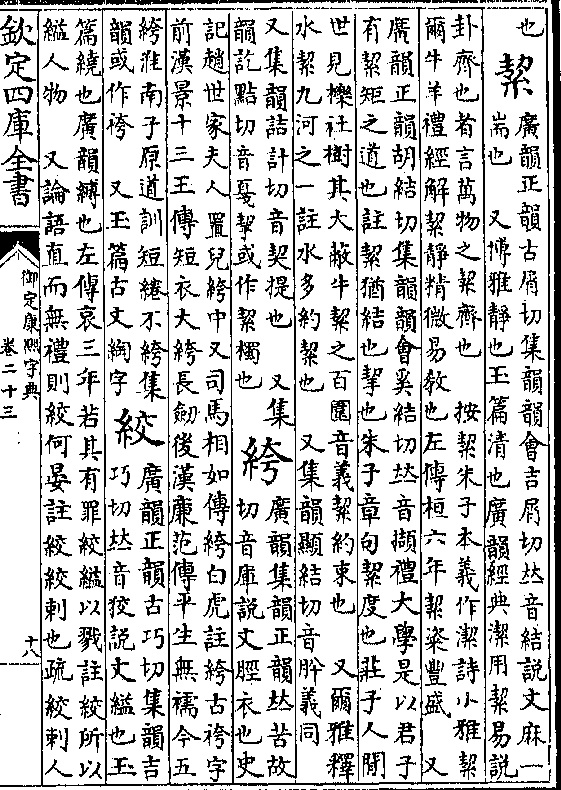 也
絜
廣韻正韻古屑切集韻韻會吉屑切𠀤音結説文麻一
耑也 又博雅靜也玉篇清也廣韻經典潔用絜易説
卦齊也者言萬物之絜齊也 按絜朱子本義作潔詩小雅絜
爾牛羊禮經解絜靜精微易敎也左傳桓六年絜粢豐盛 又
廣韻正韻胡結切集韻韻會奚結切𠀤音擷禮大學是以君子
有絜矩之道也註絜猶結也挈也朱子章句絜度也莊子人閒
世見櫟社樹其大蔽牛絜之百圍音義絜約束也 又爾雅釋
水絜九河之一註水多約絜也 又集韻顯結切音肸義同
又集韻詰計切音契提也 又集
韻訖黠切音戛挈或作絜獨也
絝
廣韻集韻正韻𠀤苦故
切音庫説文脛衣也史
記趙世家夫人置兒絝中又司馬相如傳絝白虎註絝古袴字
前漢景十三王傳短衣大絝長劒後漢廉范傳平生無襦今五
絝淮南子原道訓短綣不絝集
韻或作袴 又玉篇古文絢字
絞
廣韻正韻古巧切集韻吉
巧切𠀤音狡説文縊也玉
篇繞也廣韻縛也左傳哀三年若其有罪絞縊以戮註絞所以
縊人物 又論語直而無禮則絞何晏註絞絞刺也疏絞刺人
欽定四庫全書
御定康熙字典
卷二十三
十八